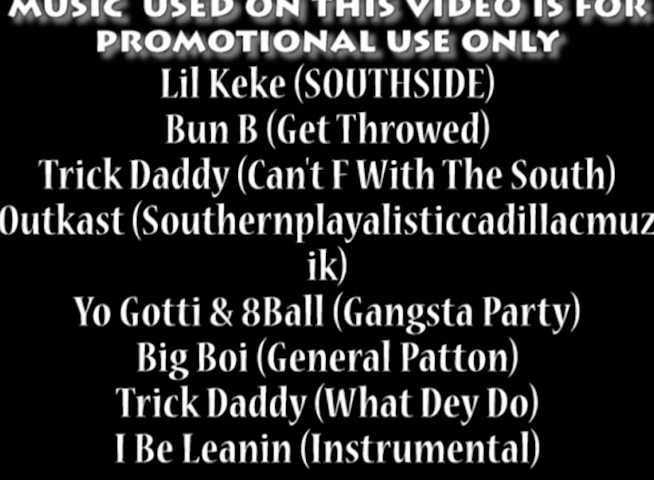 MUSIC USED ON THIS VIDEO IS FOR
PROMOTIONAL USE ONLY
Lil Keke (SOUTHSIDE)
Bun B (Get Throwed)
Trick Daddy (Can't F With The South)
Outkast (Southernplayalisticcadillacmuz
ik)
Yo Gotti & 8Ball (Gangsta Party)
Big Boi (General Patton)
Trick Daddy (What Dey Do)
I Be Leanin (Instrumental)